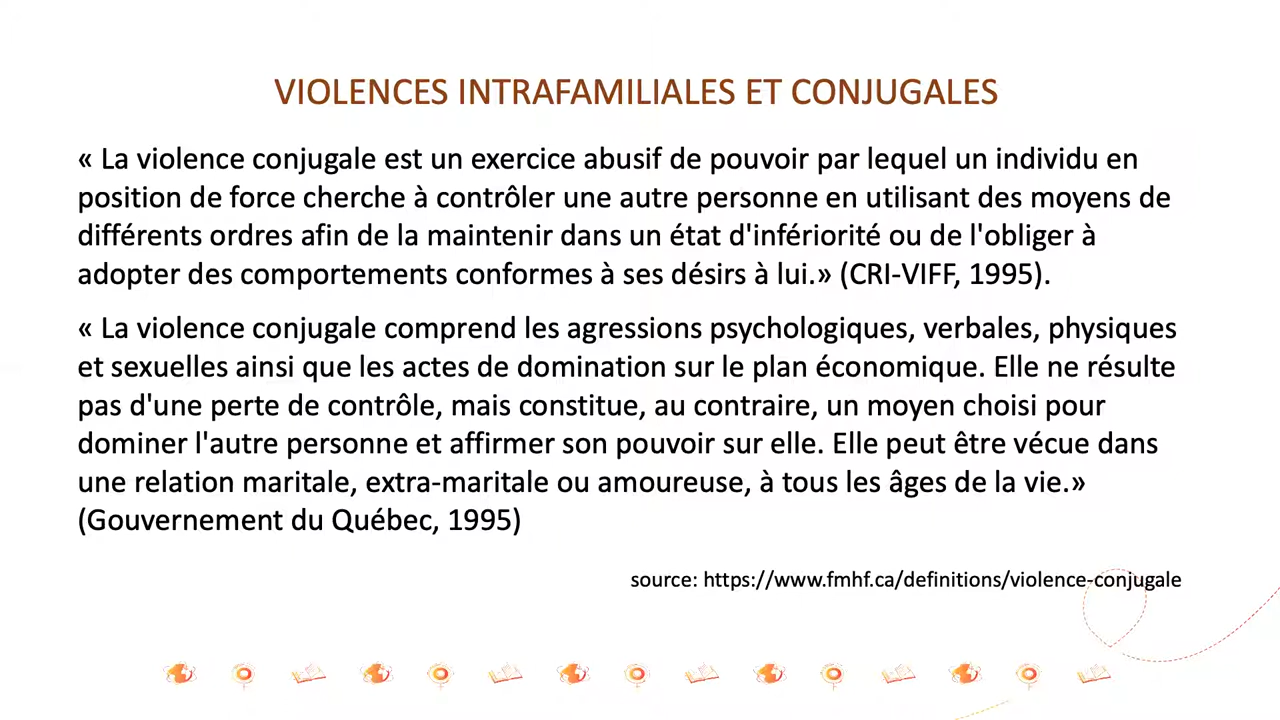 VIOLENCES INTRAFAMILIALES ET CONJUGALES
« La violence conjugale est un exercice abusif de pouvoir par lequel un individu en
position de force cherche à contrôler une autre personne en utilisant des moyens de
différents ordres afin de la maintenir dans un état d'infériorité ou de l'obliger à
adopter des comportements conformes à ses désirs à lui.» (CRI-VIFF, 1995).
« La violence conjugale comprend les agressions psychologiques, verbales, physiques
et sexuelles ainsi que les actes de domination sur le plan économique. Elle ne résulte
pas d'une perte de contrôle, mais constitue, au contraire, un moyen choisi pour
dominer l'autre personne et affirmer son pouvoir sur elle. Elle peut être vécue dans
une relation maritale, extra-maritale ou amoureuse, à tous les âges de la vie.»
(Gouvernement du Québec, 1995)
source: https://www.fmhf.ca/definitions/violence-conjugale